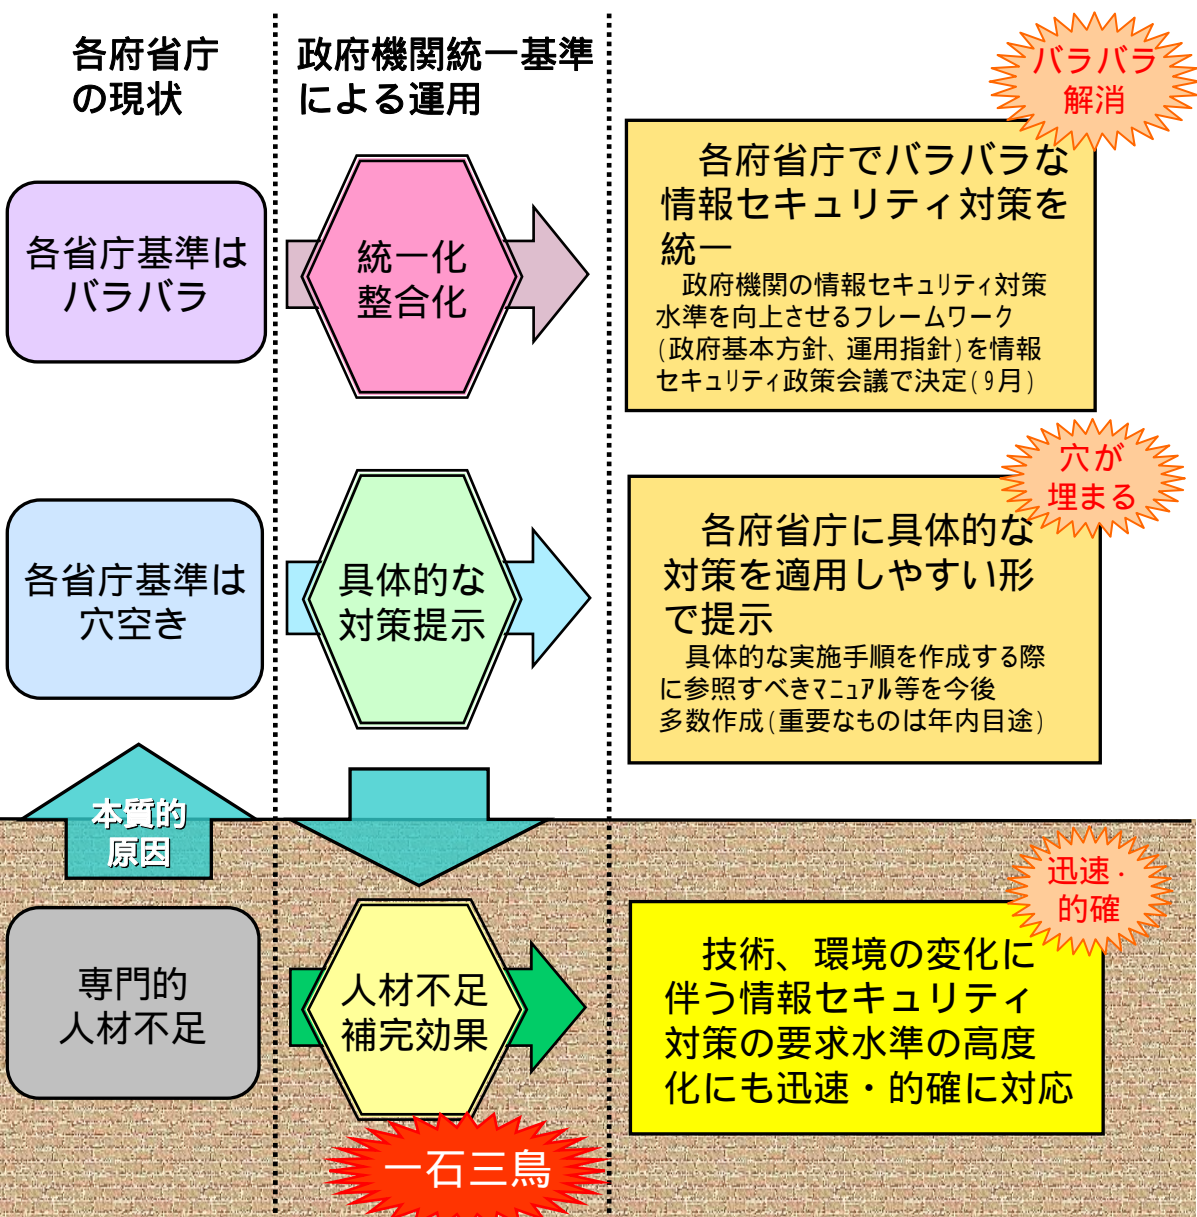 各府省庁
の現状
政府機関統一基準
による運用
バラバラ
解消
各省庁基準は
バラバラ
統一化
整合化
各府省庁でバラバラな
情報セキュリティ対策を
統一
政府機関の情報セキュリティ対策
水準を向上させるフレームワーク
(政府基本方針、運用指針)を情報
セキュリティ政策会議で決定(9月)
穴が
埋まる
各省庁基準は
穴空き
具体的な
対策提示
各府省庁に具体的な
対策を適用しやすい形
で提示
具体的な実施手順を作成する際
に参照すべきマニュアル等を今後
多数作成(重要なものは年内目途)
本質的
原因
迅速・
的確
専門的
人材不足
人材不足
補完効果
技術、環境の変化に
伴う情報セキュリティ
対策の要求水準の高度
化にも迅速・的確に対応
一石三鳥